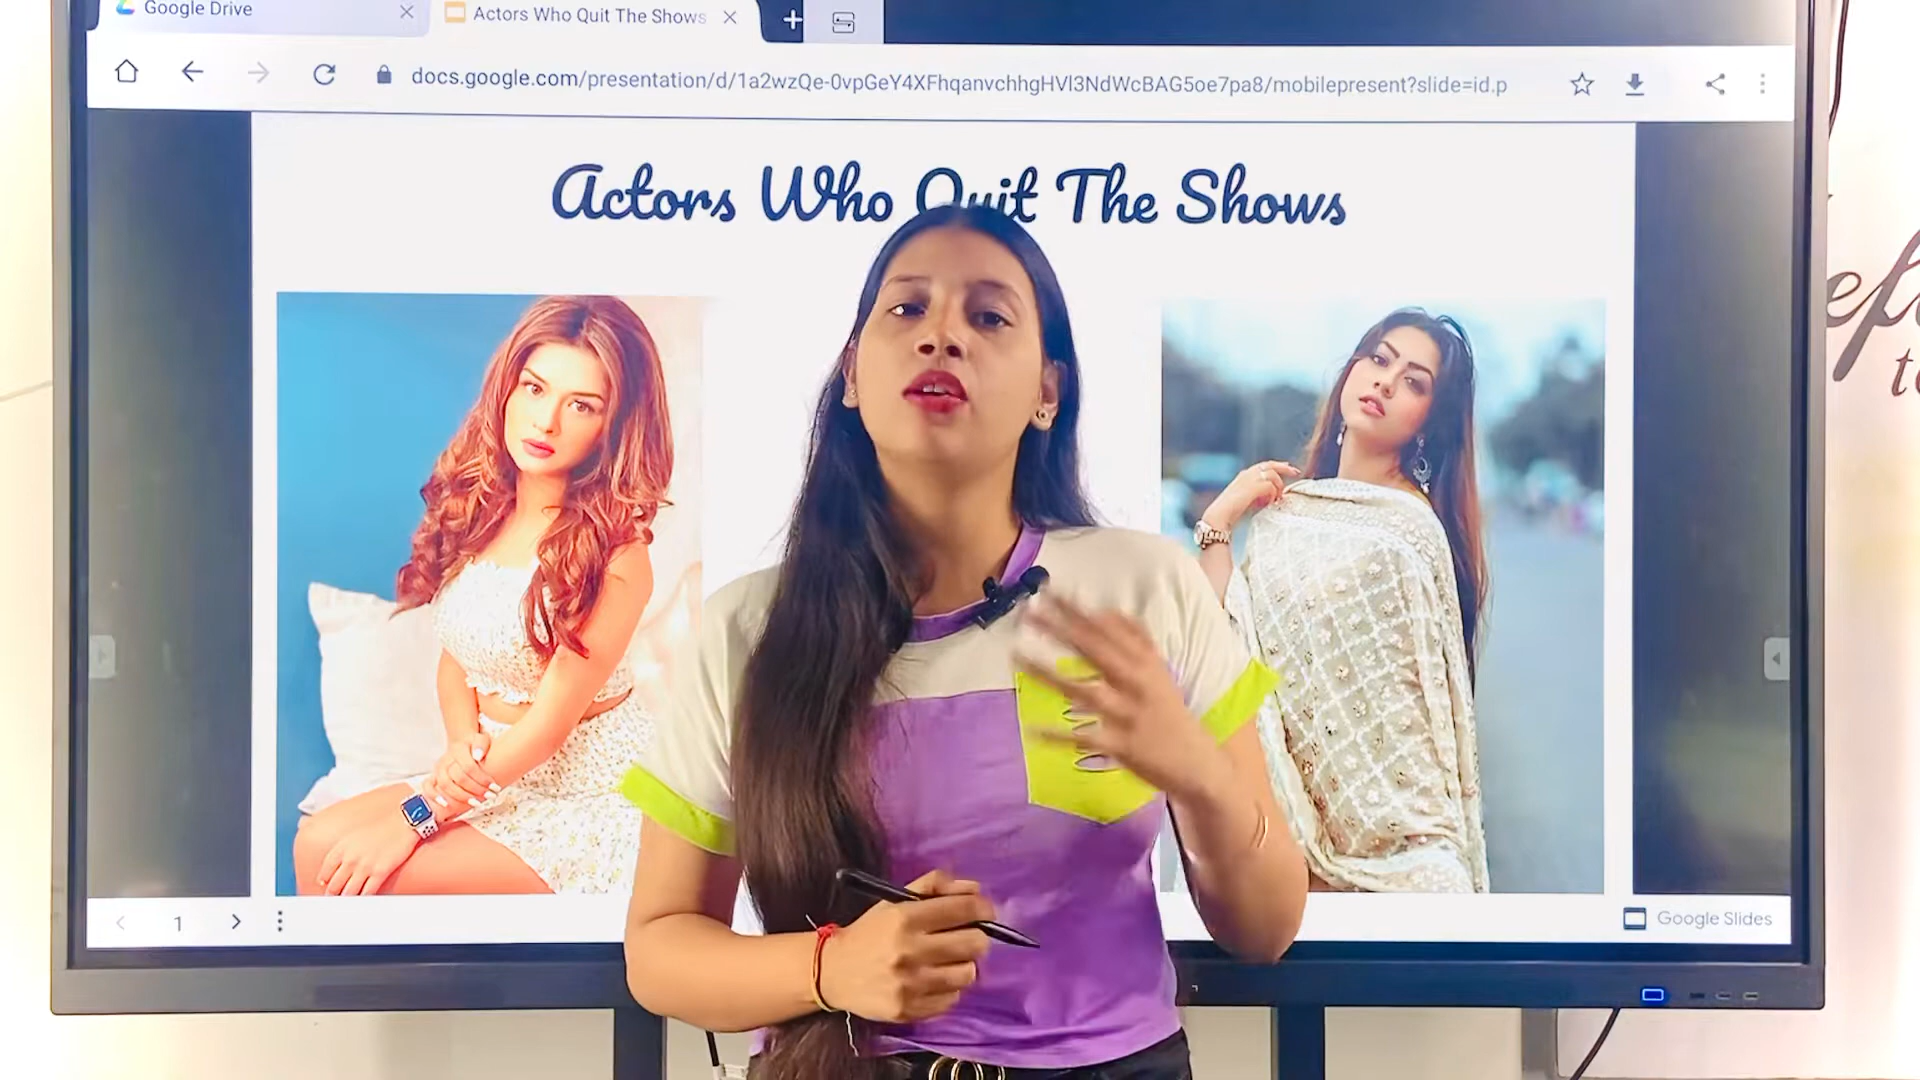 Google Drive
Actors Who Quit The Shows
docs.google.com/presentation/d/1a2wzQe-0vpGeY4XFhqanvchhgHVl3NdWcBAG5oe7pa8/mobilepresent?slide=id.p
Actors Who Quit The Shows
1
Google Slides